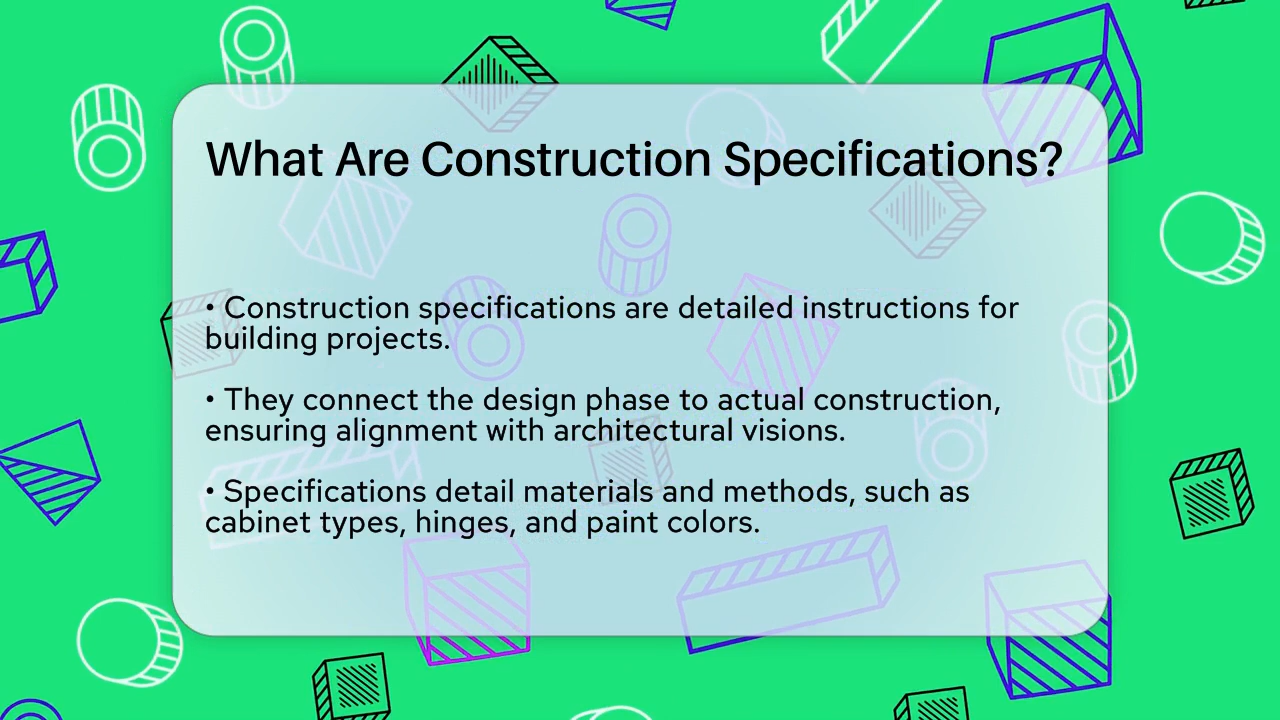 What Are Construction Specifications?
• Construction specifications are detailed instructions for
building projects.
• They connect the design phase to actual construction,
ensuring alignment with architectural visions.
• Specifications detail materials and methods, such as
cabinet types, hinges, and paint colors.